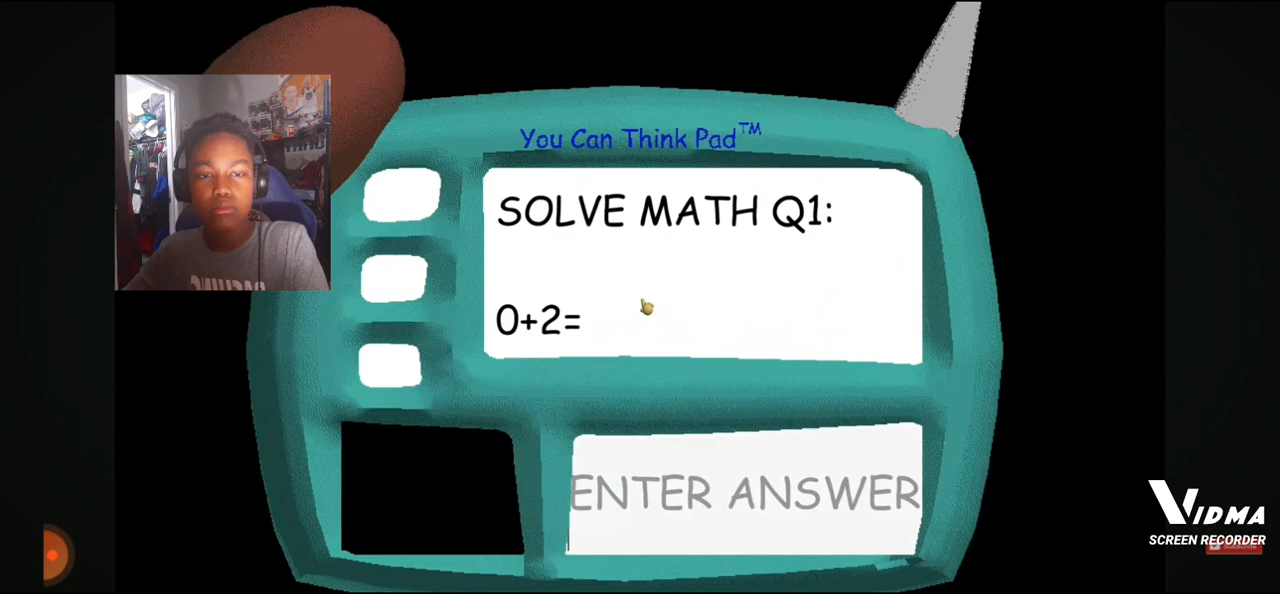 You Can Think Pad™
SOLVE MATH Q1:
0+2=
ENTER ANSWER
VIDMA
SCREEN RECORDER